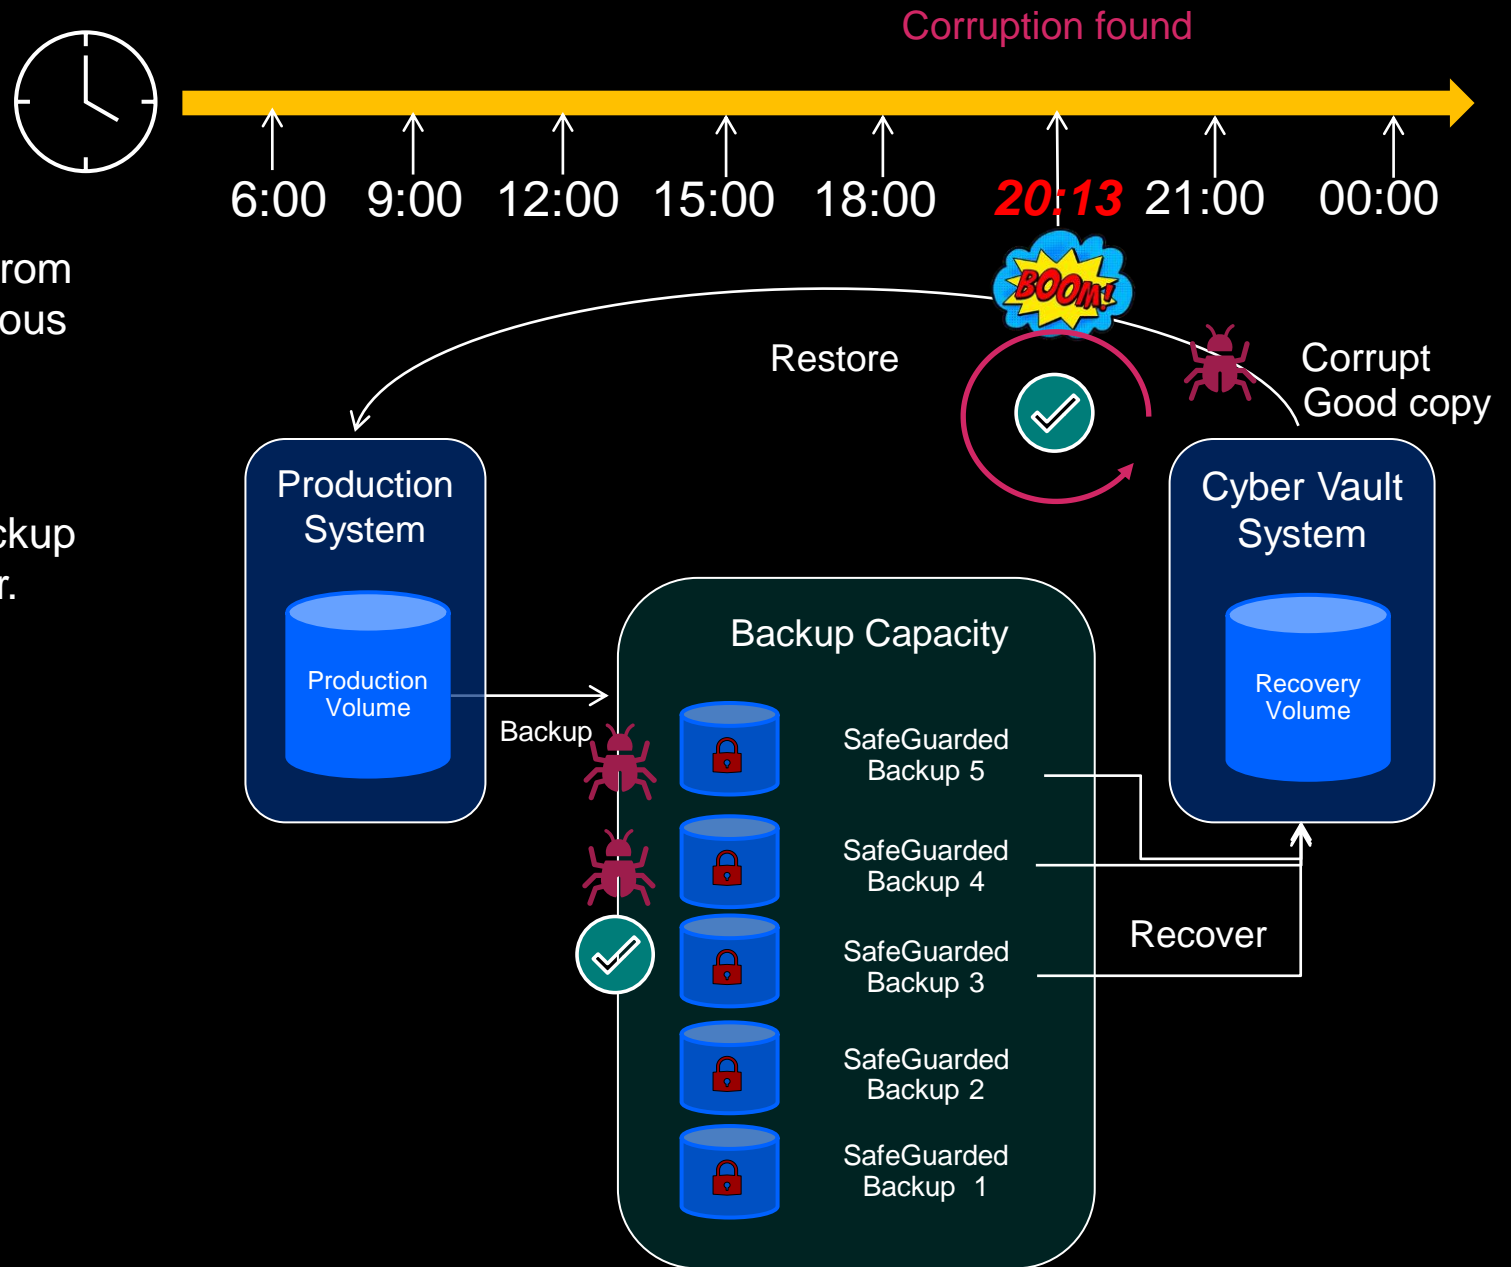 Corruption found
6:00 9:00 12:00 15:00 18:00 20:13 21:00 00:00
rom
ous
BOOM!
Restore
Corrupt
Good copy
Production
System
Cyber Vault
System
ckup
r.
Backup Capacity
Production
Volume
Recovery
Volume
Backup
SafeGuarded
Backup 5
SafeGuarded
Backup 4
Recover
SafeGuarded
Backup 3
SafeGuarded
Backup 2
SafeGuarded
Backup 1